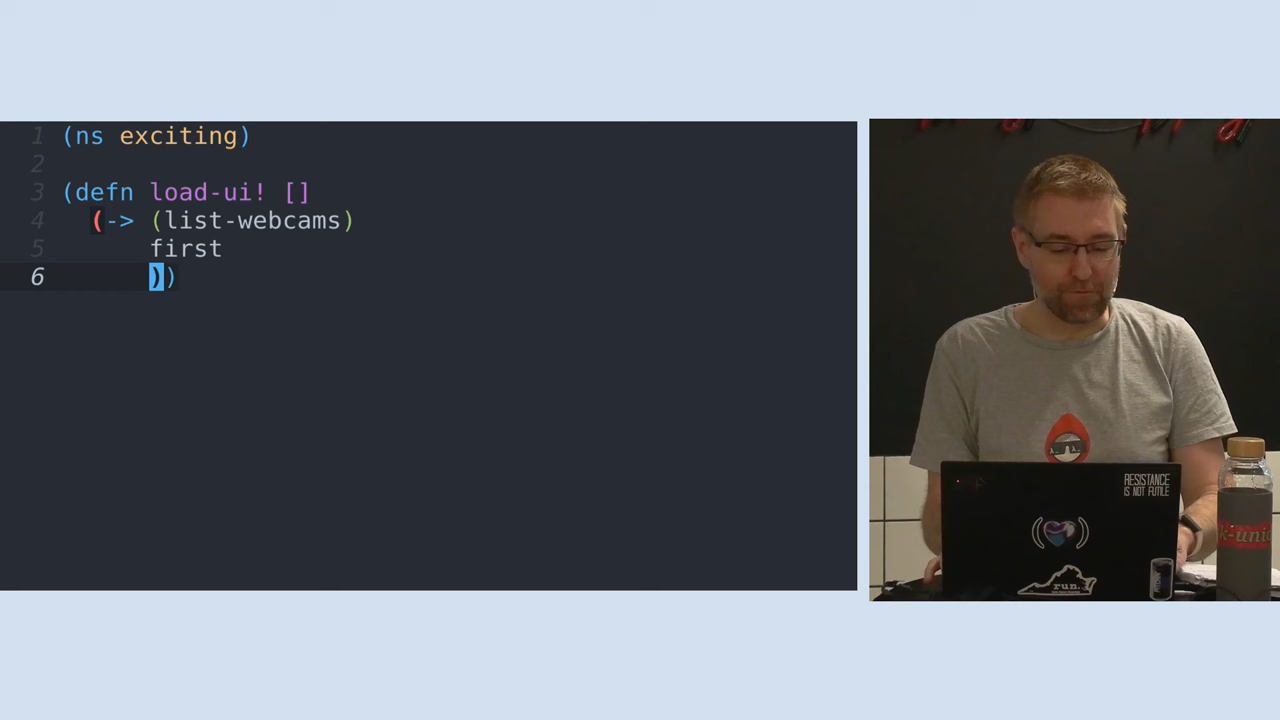 1 (ns exciting)
2
3 (defn load-ui! []
4 (-> (list-webcams)
5 first
6 ))
RESISTANCE
IS NOT FUTILE
run.